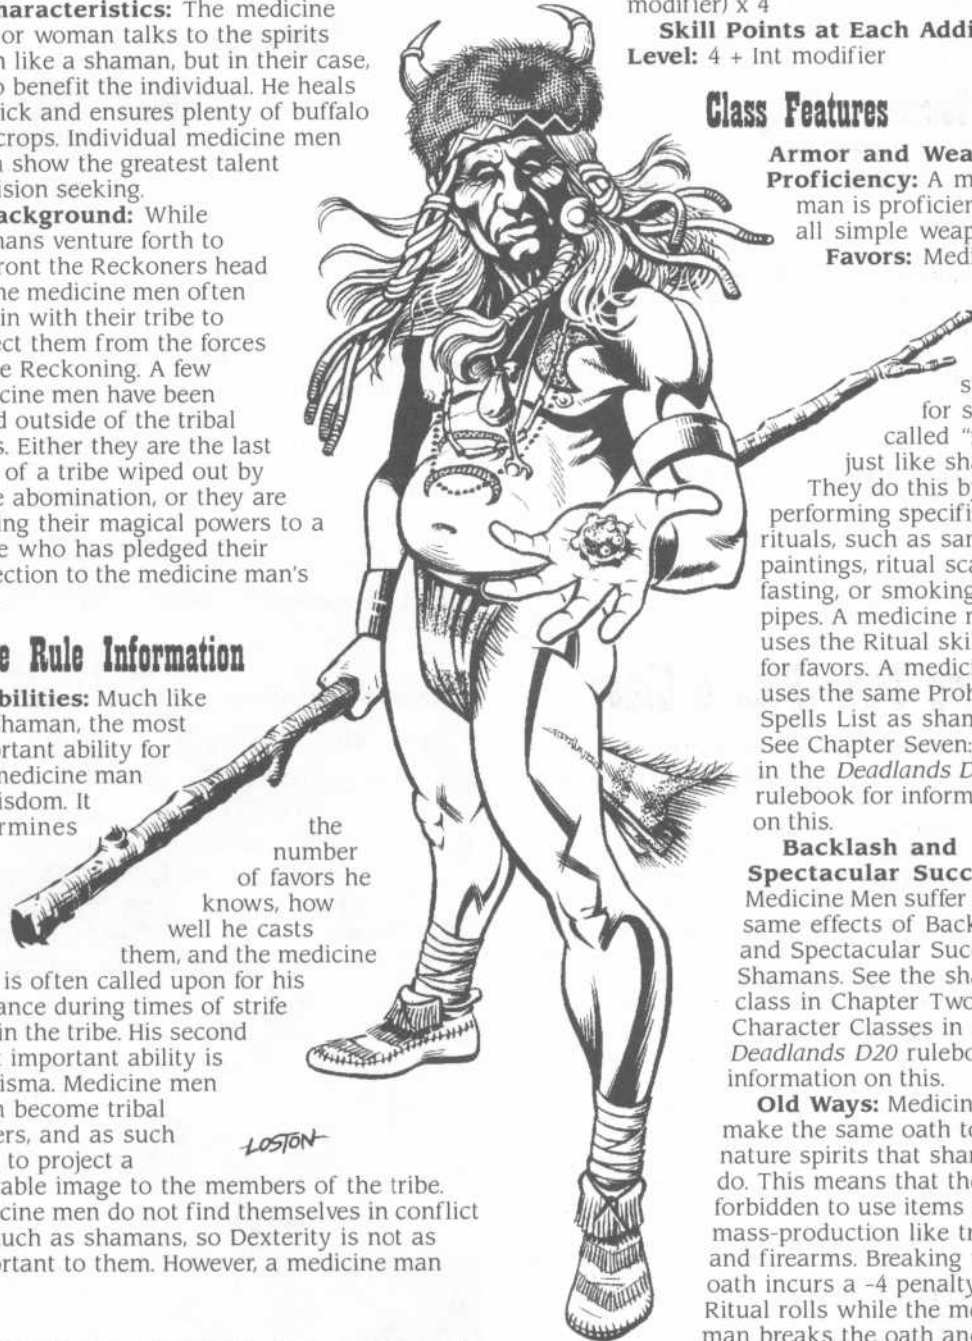 haracteristics: The medicine
or woman talks to the spirits
like a shaman, but in their case,
benefit the individual. He heals
ick and ensures plenty of buffalo
crops. Individual medicine men
show the greatest talent
ision seeking.
ackground: While
mans venture forth to
ront the Reckoners head
ne medicine men often
in with their tribe to
ect them from the forces
e Reckoning. A few
cine men have been
d outside of the tribal
s. Either they are the last
of a tribe wiped out by
e abomination, or they are
ing their magical powers to a
e who has pledged their
ection to the medicine man's
e Rule Information
bilities: Much like
haman, the most
ortant ability for
medicine man
isdom. It
rmines the
number
of favors he
knows, how
well he casts
them, and the medicine
is often called upon for his
ance during times of strife
in the tribe. His second
t important ability is
isma. Medicine men
n become tribal
ers, and as such
to project a
table image to the members of the tribe.
cine men do not find themselves in conflict
uch as shamans, so Dexterity is not as
ortant to them. However, a medicine man
LOSTON
modifier) x 4
Skill Points at Each Addi
Level: 4 + Int modifier
Class Features
Armor and Wea
Proficiency: A m
man is proficien
all simple weap
Favors: Medi
s
for s
called "
just like sha
They do this by
performing specifi
rituals, such as san
paintings, ritual sca
fasting, or smoking
pipes. A medicine m
uses the Ritual ski
for favors. A medic
uses the same Proh
Spells List as sham
See Chapter Seven:
in the Deadlands D
rulebook for inform
on this.
Backlash and
Spectacular Succ
Medicine Men suffer
same effects of Back
and Spectacular Suc
Shamans. See the sha
class in Chapter Two
Character Classes in
Deadlands D20 rulebo
information on this.
Old Ways: Medicin
make the same oath to
nature spirits that shar
do. This means that the
forbidden to use items
mass-production like tr
and firearms. Breaking
oath incurs a -4 penalty
Ritual rolls while the me
man breaks the oath and